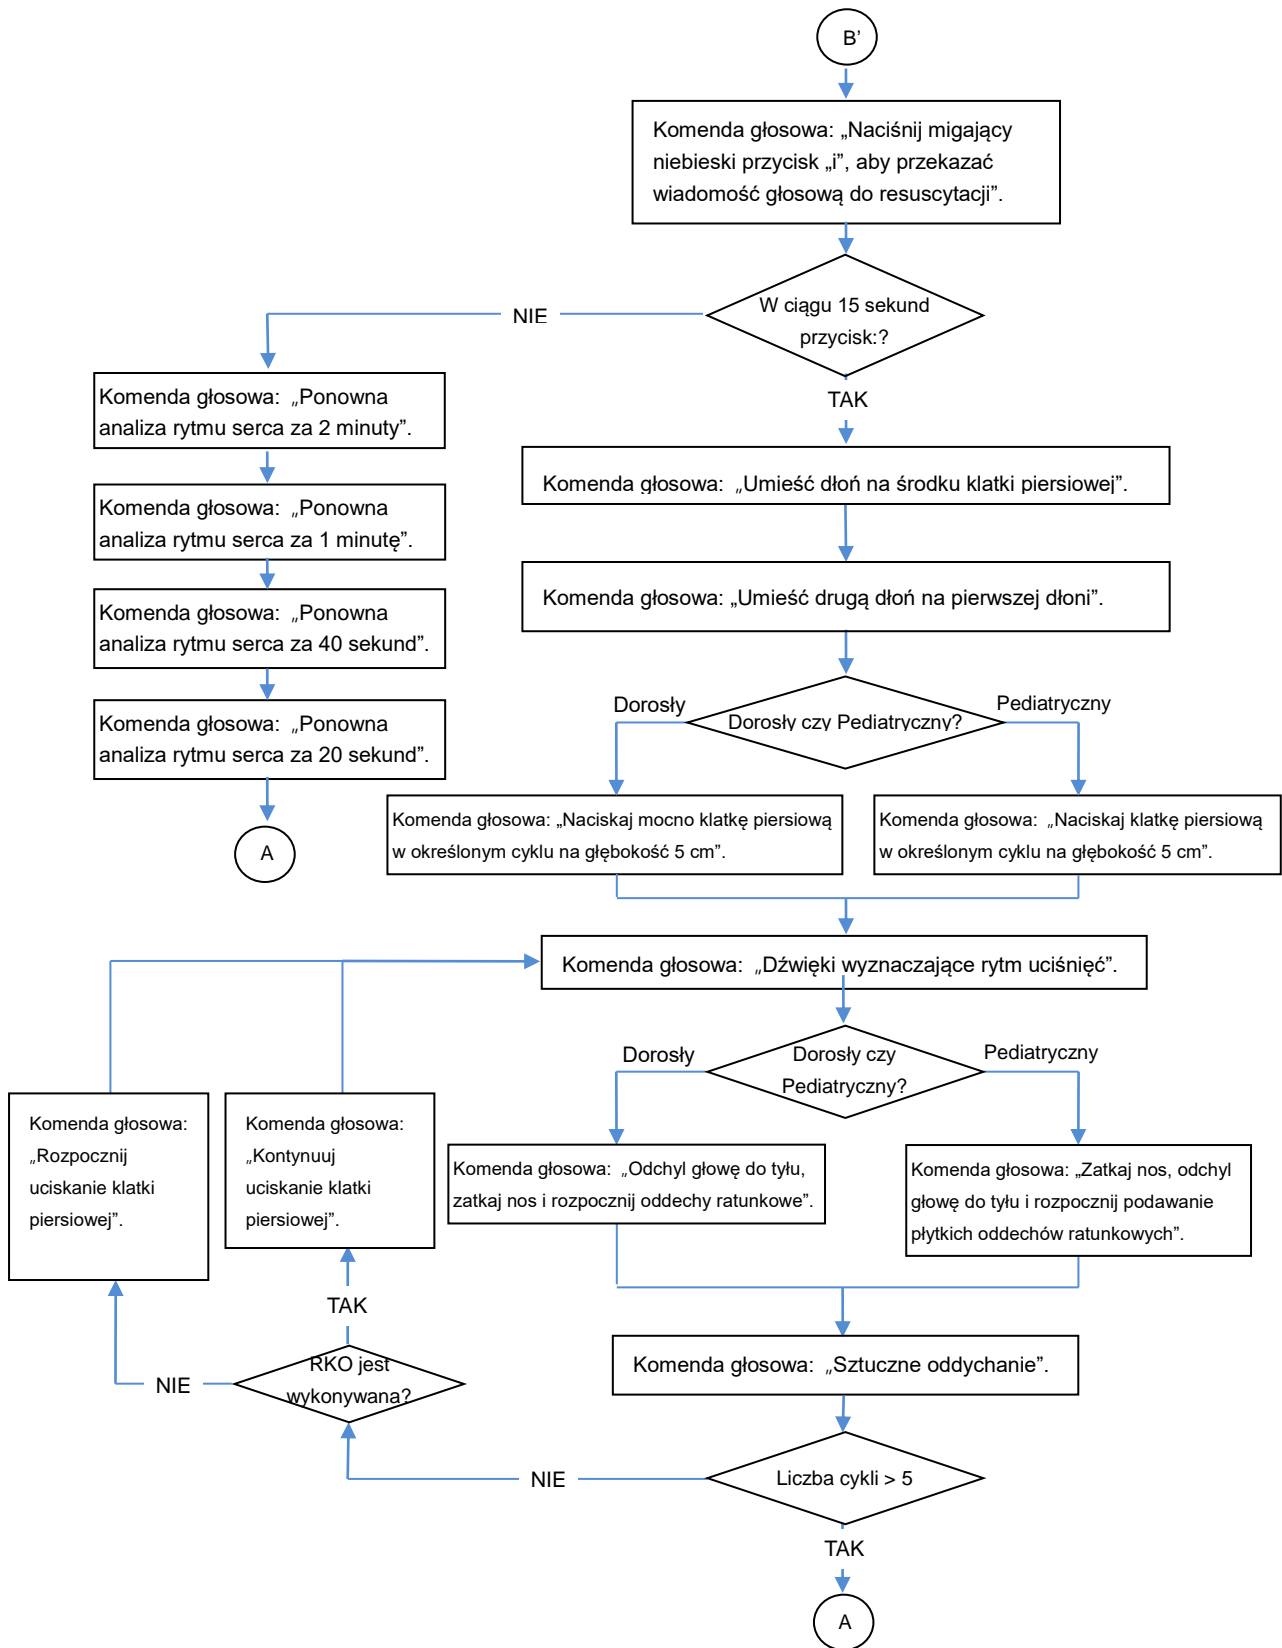 B’
Komenda głosowa: „Naciśnij migający
niebieski przycisk „i”, aby przekazać
wiadomość głosową do resuscytacji”.
W ciągu 15 sekund
przycisk:?
NIE
TAK
Komenda głosowa: „Ponowna
analiza rytmu serca za 2 minuty”.
Komenda głosowa: „Ponowna
analiza rytmu serca za 1 minutę”.
Komenda głosowa: „Ponowna
analiza rytmu serca za 40 sekund”.
Komenda głosowa: „Ponowna
analiza rytmu serca za 20 sekund”.
A
Komenda głosowa: „Umieść dłoń na środku klatki piersiowej”.
Komenda głosowa: „Umieść drugą dłoń na pierwszej dłoni”.
Dorosły
Dorosły czy Pediatryczny?
Pediatryczny
Komenda głosowa: „Naciskaj mocno klatkę piersiową
w określonym cyklu na głębokość 5 cm”.
Komenda głosowa: „Naciskaj klatkę piersiową
w określonym cyklu na głębokość 5 cm”.
Komenda głosowa: „Dźwięki wyznaczające rytm uciśnięć”.
Dorosły
Dorosły czy
Pediatryczny?
Pediatryczny
Komenda głosowa: „Odchyl głowę do tyłu,
zatkaj nos i rozpocznij oddechy ratunkowe”.
Komenda głosowa: „Zatkaj nos, odchyl
głowę do tyłu i rozpocznij podawanie
płytkich oddechów ratunkowych”.
Komenda głosowa:
„Rozpocznij
uciskanie klatki
piersiowej”.
Komenda głosowa:
„Kontynuuj
uciskanie klatki
piersiowej”.
TAK
RKO jest
wykonywana?
NIE
Komenda głosowa: „Sztuczne oddychanie”.
Liczba cykli > 5
NIE
TAK
A